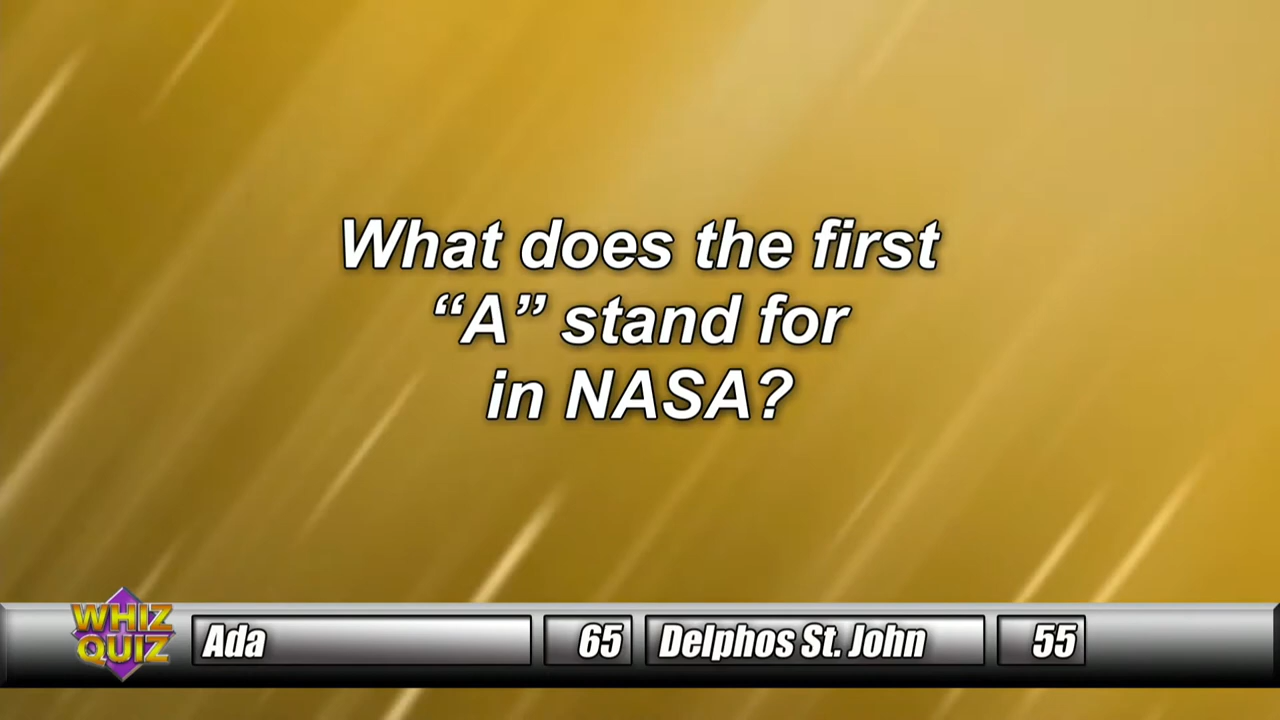 What does the first
“A” stand for
in NASA?
WHIZ
QUIZ
Ada 65 Delphos St. John 55